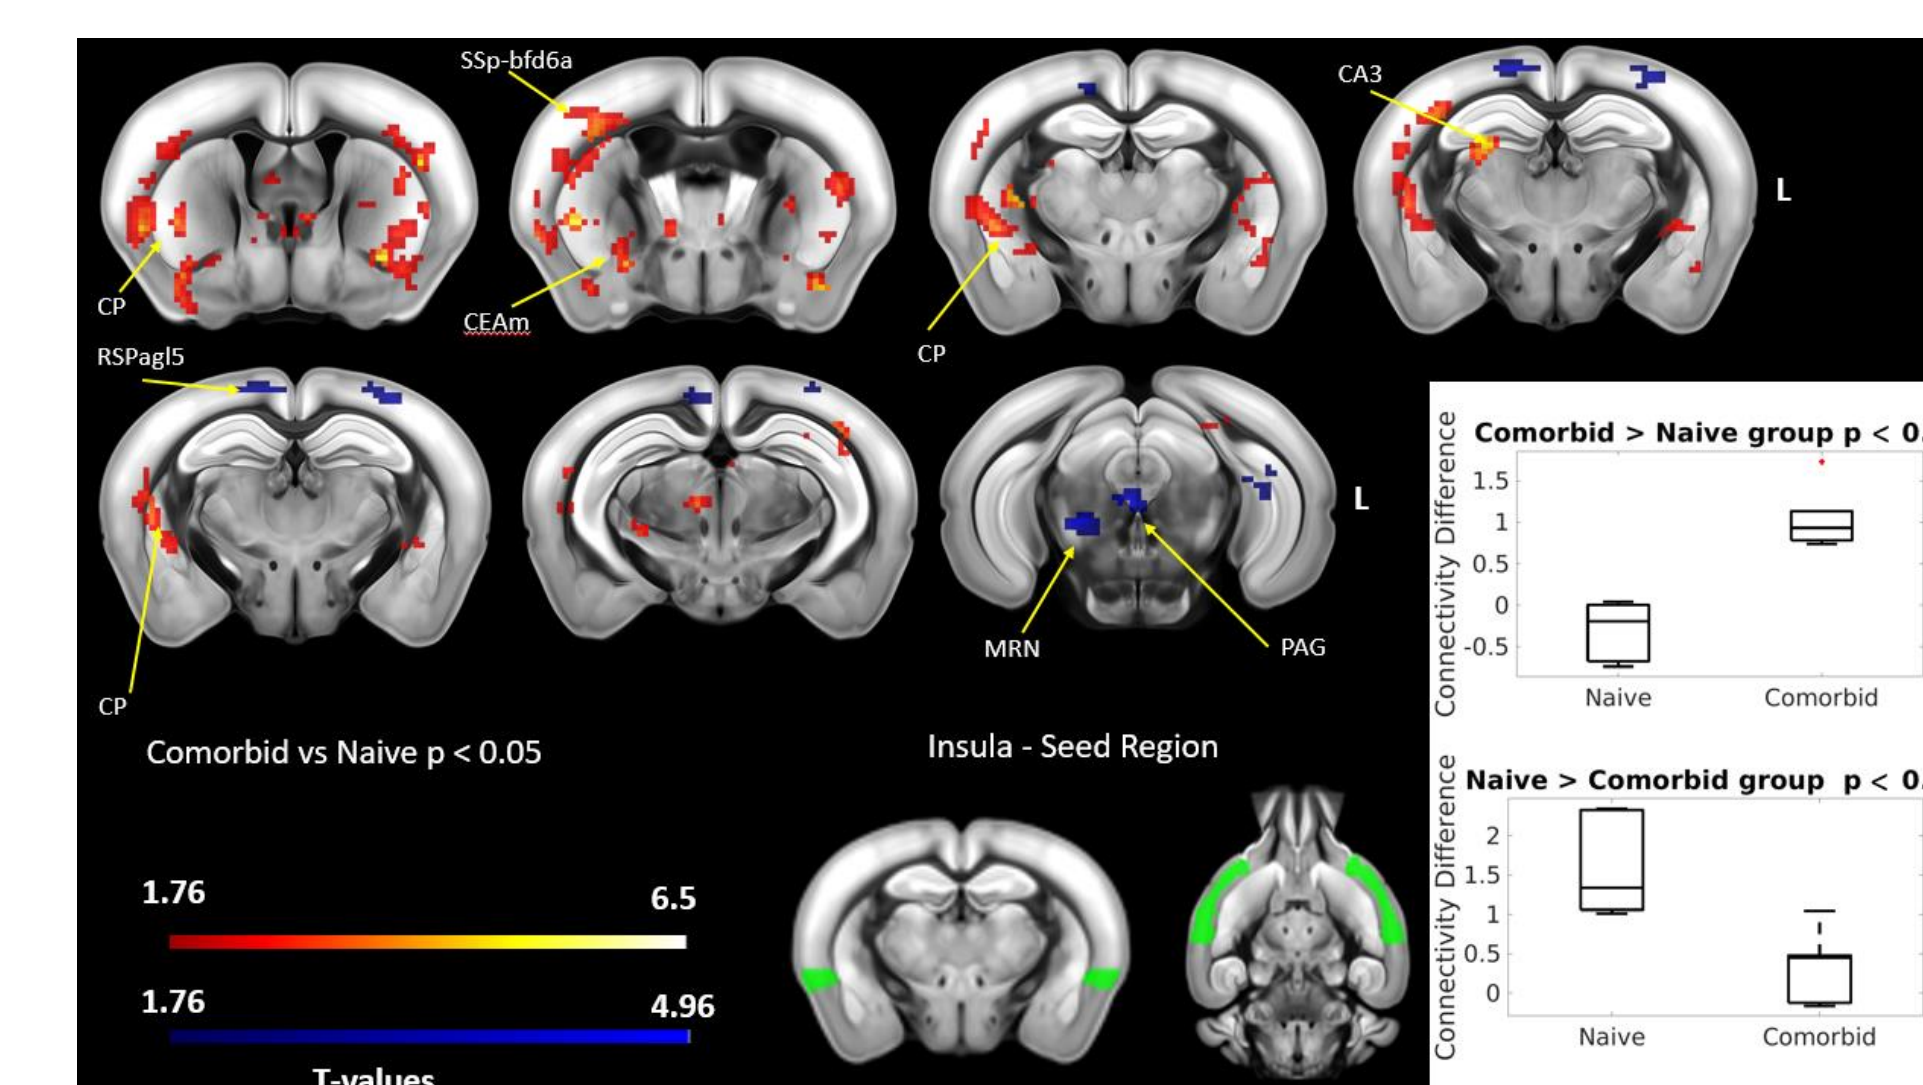 SSp-bfd6a
CA3
L
CP
CEAm
CP
RSPagl5
L
MRN
PAG
CP
Comorbid vs Naive p < 0.05
Insula - Seed Region
1.76
6.5
1.76
4.96
T-values
Comorbid > Naive group p < 0.
Connectivity Difference
1.5
1
0.5
0
-0.5
Naive
Comorbid
Naive > Comorbid group p < 0.
Connectivity Difference
2
1.5
1
0.5
0
Naive
Comorbid